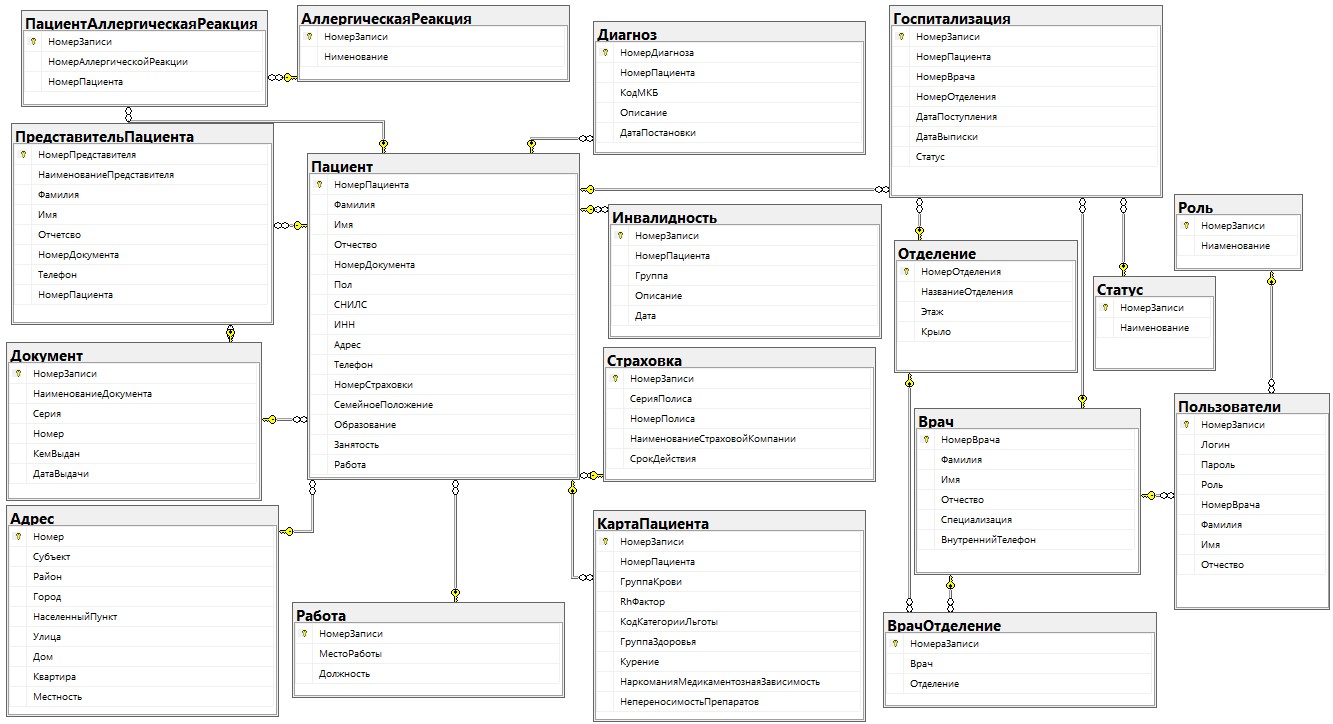 ПациентАллергическаяРеакция
НомерЗаписи
НомерАллергическойРеакции
НомерПациента
АллергическаяРеакция
НомерЗаписи
Нименование
Диагноз
НомерДиагноза
НомерПациента
КодМКБ
Описание
ДатаПостановки
Госпитализация
НомерЗаписи
НомерПациента
НомерВрача
НомерОтделения
ДатаПоступления
ДатаВыписки
Статус
ПредставительПациента
НомерПредставителя
НаименованиеПредставителя
Фамилия
Имя
Отчетсво
НомерДокумента
Телефон
НомерПациента
Пациент
НомерПациента
Фамилия
Имя
Отчество
НомерДокумента
Пол
СНИЛС
ИНН
Адрес
Телефон
НомерСтраховки
СемейноеПоложение
Образование
Занятость
Работа
Инвалидность
НомерЗаписи
НомерПациента
Группа
Описание
Дата
Отделение
НомерОтделения
НазваниеОтделения
Этаж
Крыло
Статус
НомерЗаписи
Наименование
Роль
НомерЗаписи
Ниаменование
Документ
НомерЗаписи
НаименованиеДокумента
Серия
Номер
КемВыдан
ДатаВыдачи
Страховка
НомерЗаписи
СерияПолиса
НомерПолиса
НаименованиеСтраховойКомпании
СрокДействия
Врач
НомерВрача
Фамилия
Имя
Отчество
Специализация
ВнутреннийТелефон
Пользователи
НомерЗаписи
Логин
Пароль
Роль
НомерВрача
Фамилия
Имя
Отчество
Адрес
Номер
Субъект
Район
Город
НаселенныйПункт
Улица
Дом
Квартира
Местность
Работа
НомерЗаписи
МестоРаботы
Должность
КартаПациента
НомерЗаписи
НомерПациента
ГруппаКрови
RhФактор
КодКатегорииЛьготы
ГруппаЗдоровья
Курение
НаркоманияМедикаментознаяЗависимость
НепереносимостьПрепаратов
ВрачОтделение
НомераЗаписи
Врач
Отделение